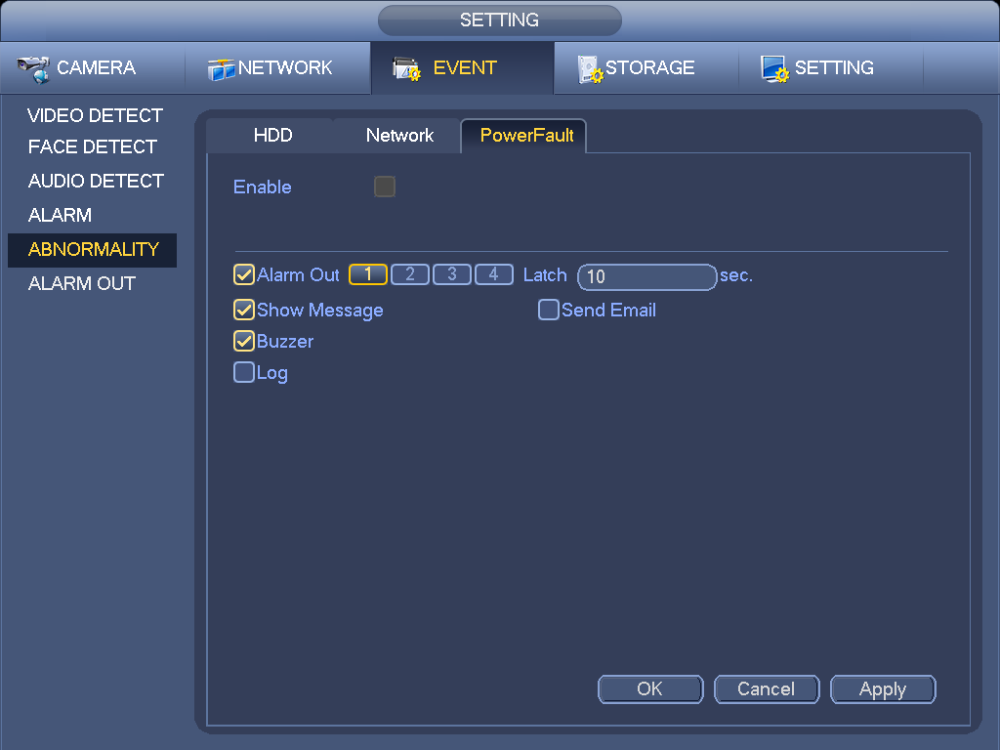 SETTING
CAMERA NETWORK EVENT STORAGE SETTING
VIDEO DETECT
FACE DETECT
AUDIO DETECT
ALARM
ABNORMALITY
ALARM OUT
HDD Network PowerFault
Enable
Alarm Out 1 2 3 4 Latch 10 sec.
Show Message Send Email
Buzzer
Log
OK Cancel Apply